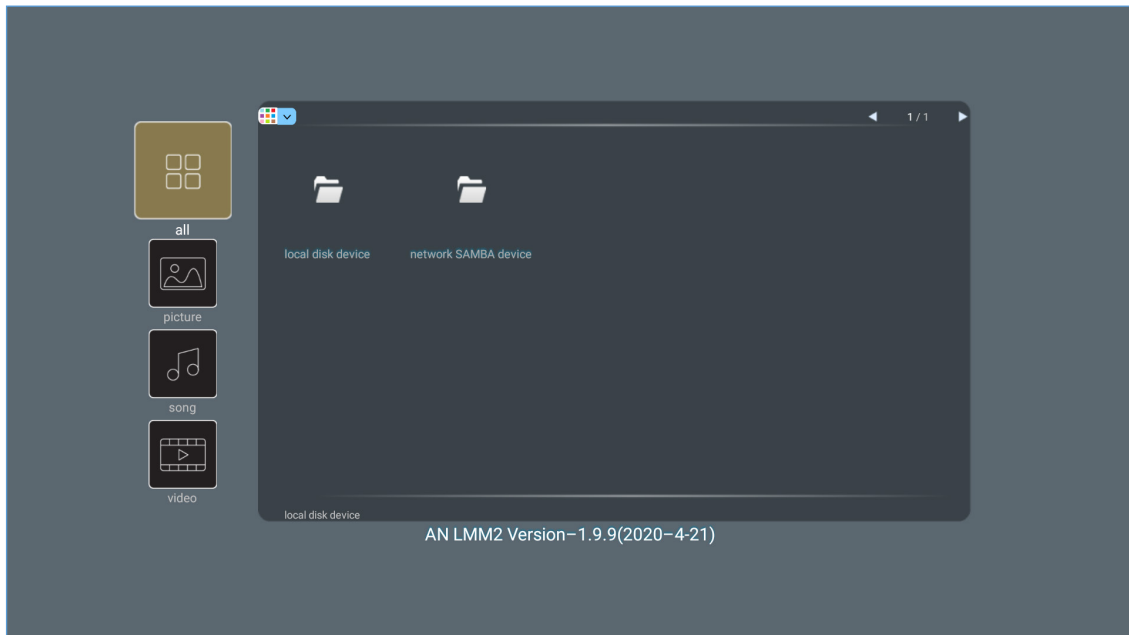 1 / 1
all
local disk device
network SAMBA device
picture
song
video
local disk device
AN LMM2 Version–1.9.9(2020–4-21)